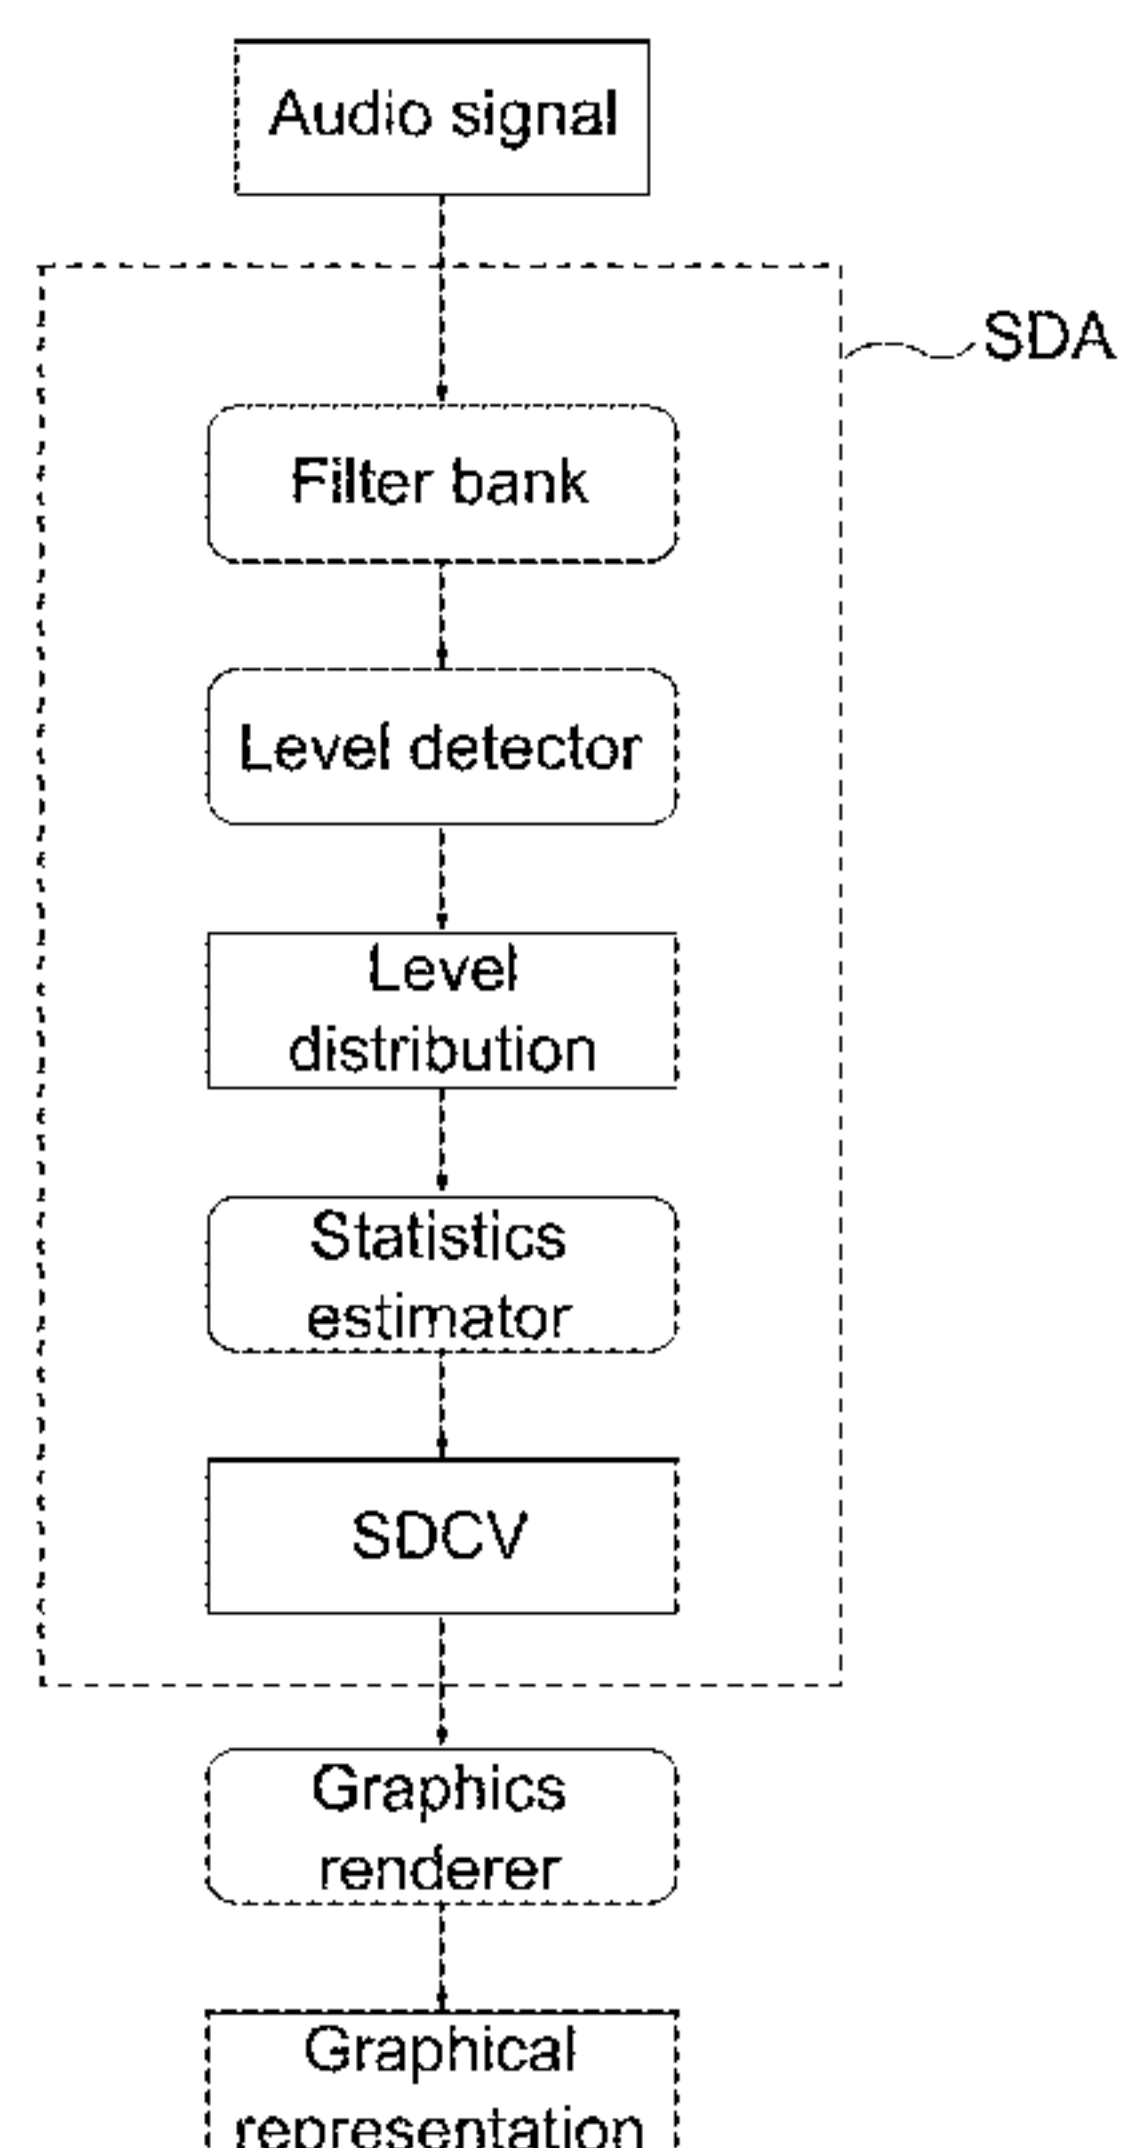 Audio signal
SDA
Filter bank
Level detector
Level
distribution
Statistics
estimator
SDCV
Graphics
renderer
Graphical
representation